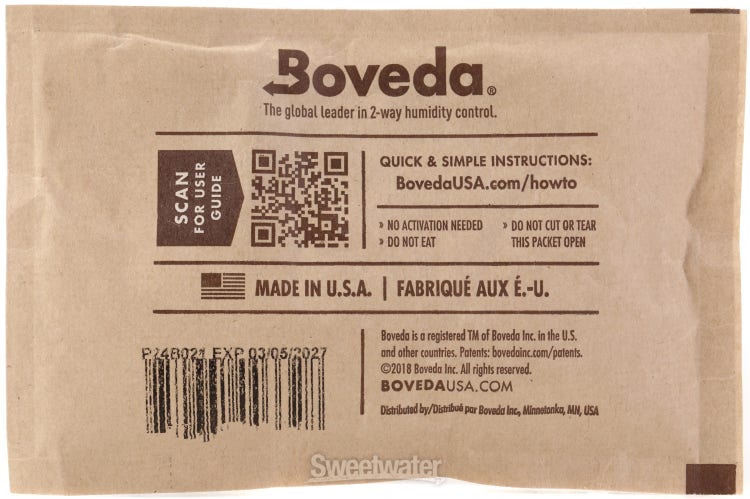 Boveda®
The global leader in 2-way humidity control.
SCAN
FOR USER
GUIDE
QUICK & SIMPLE INSTRUCTIONS:
BovedaUSA.com/howto
» NO ACTIVATION NEEDED
» DO NOT EAT
» DO NOT CUT OR TEAR
THIS PACKET OPEN
MADE IN U.S.A. | FABRIQUÉ AUX É.-U.
EXP 03/05/2027
Boveda is a registered TM of Boveda Inc. in the U.S.
and other countries. Patents: bovedainc.com/patents.
©2018 Boveda Inc. All rights reserved.
BOVEDAUSA.COM
Distributed by/Distribué par Boveda Inc., Minnetonka, MN, USA
Sweetwater